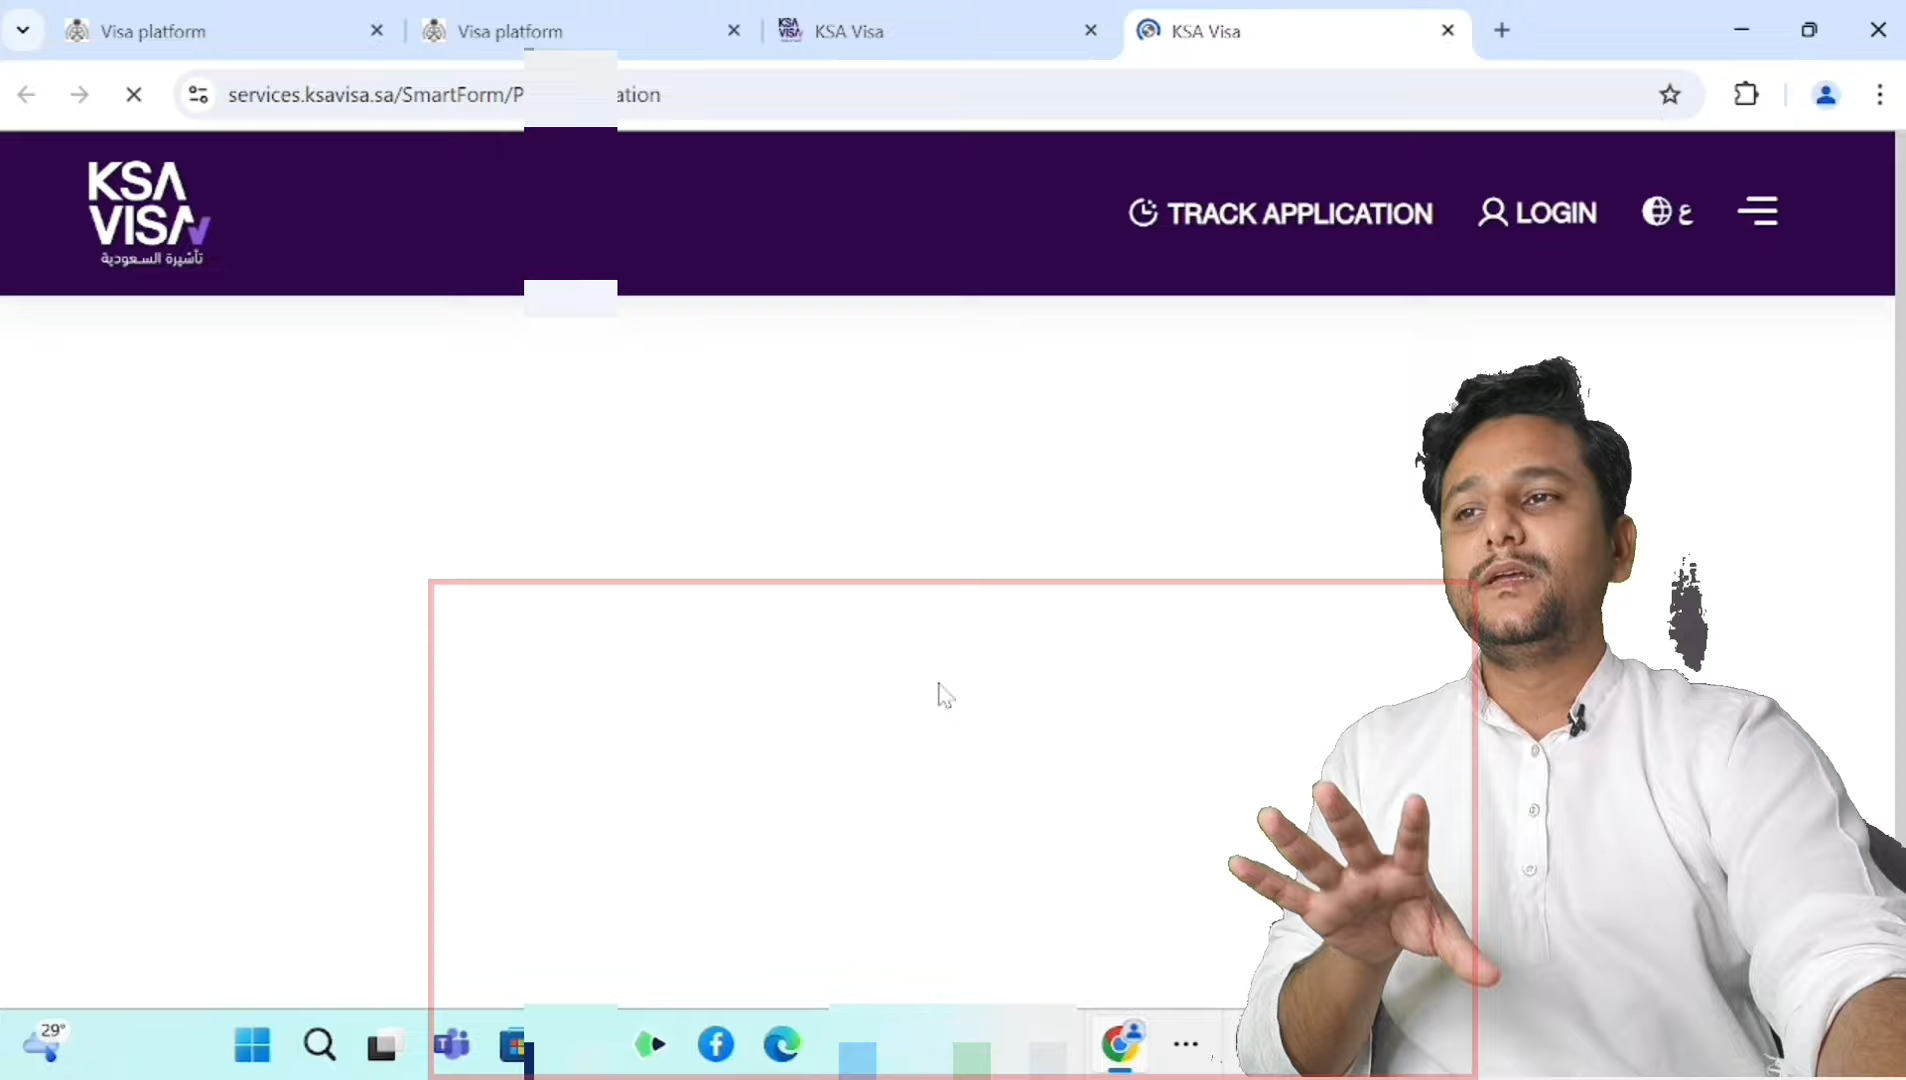 Visa platform
Visa platform
KSA Visa
KSA Visa
services.ksavisa.sa/SmartForm/P
ation
KSA
VISA
تأشيرة السعودية
TRACK APPLICATION
LOGIN
ع
29°